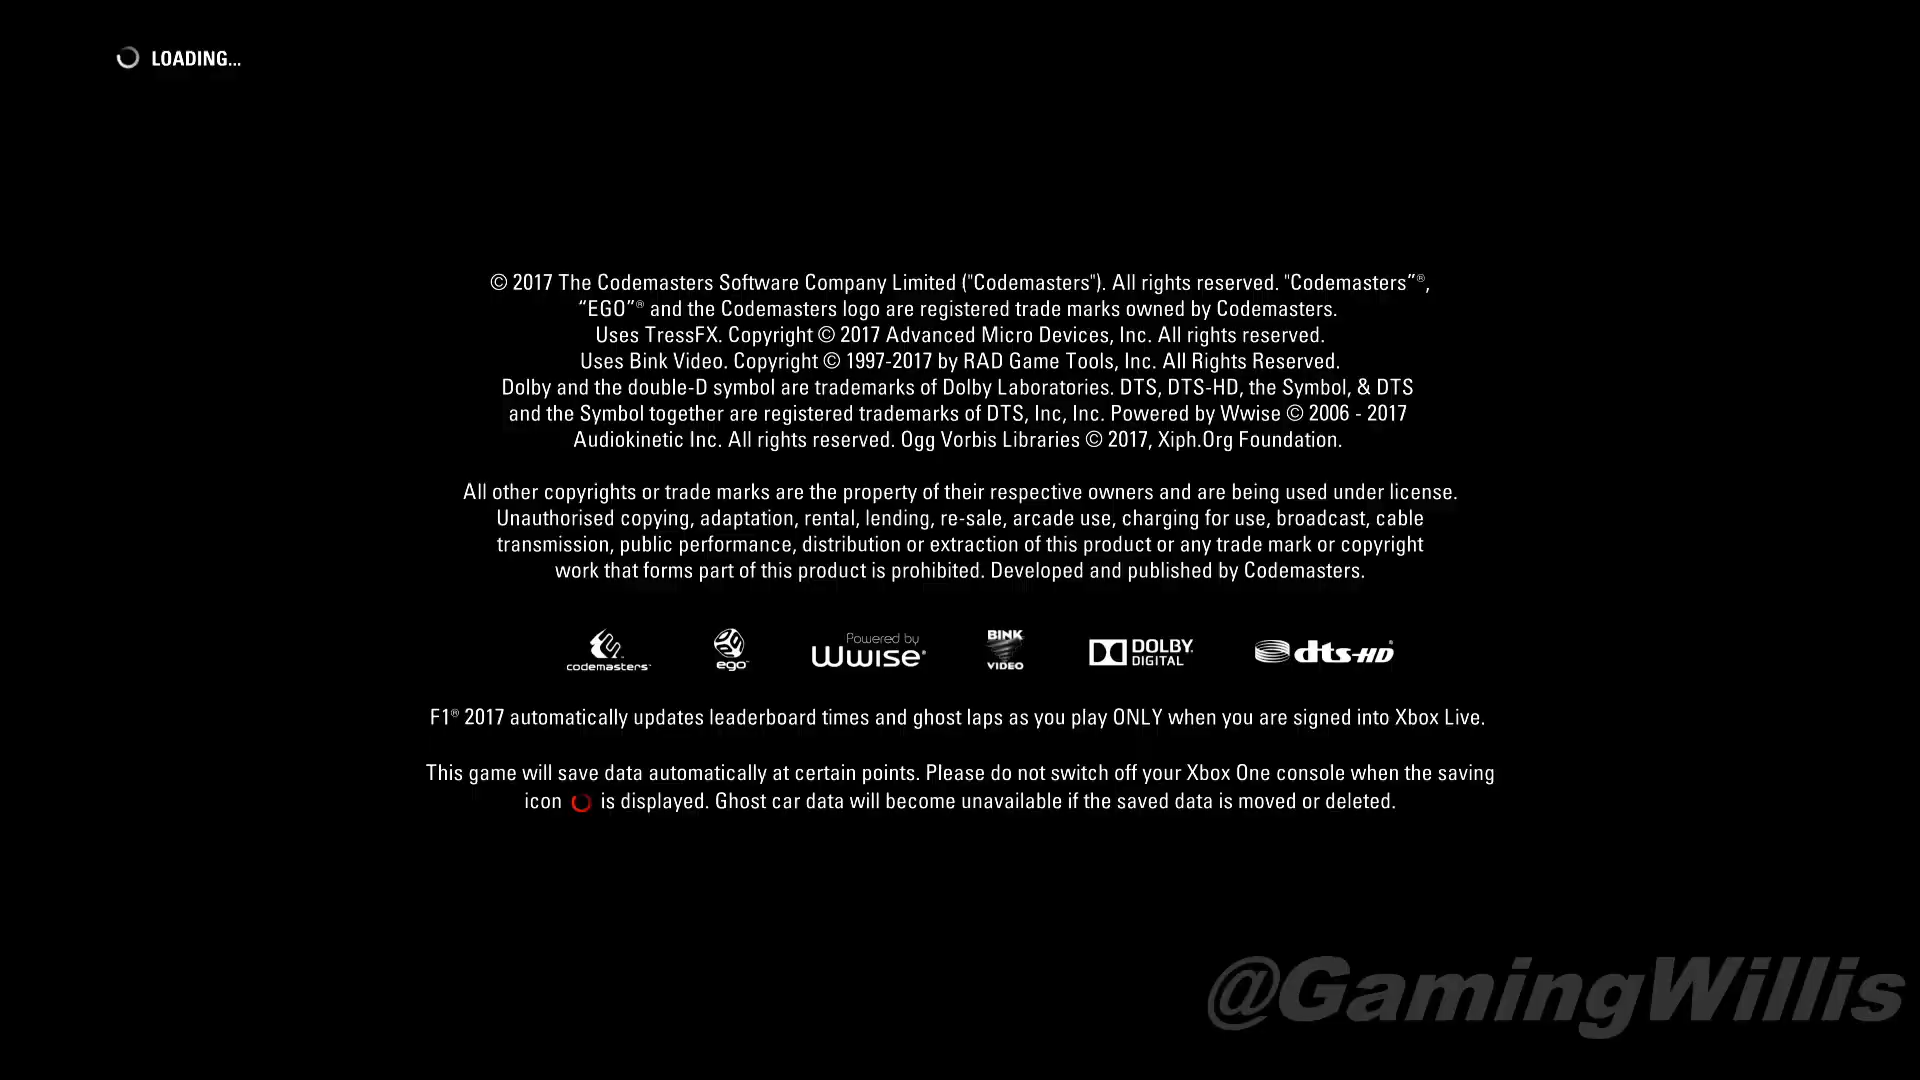 LOADING...
© 2017 The Codemasters Software Company Limited ("Codemasters"). All rights reserved. "Codemasters”®,
“EGO”® and the Codemasters logo are registered trade marks owned by Codemasters.
Uses TressFX. Copyright © 2017 Advanced Micro Devices, Inc. All rights reserved.
Uses Bink Video. Copyright © 1997-2017 by RAD Game Tools, Inc. All Rights Reserved.
Dolby and the double-D symbol are trademarks of Dolby Laboratories. DTS, DTS-HD, the Symbol, & DTS
and the Symbol together are registered trademarks of DTS, Inc, Inc. Powered by Wwise © 2006 - 2017
Audiokinetic Inc. All rights reserved. Ogg Vorbis Libraries © 2017, Xiph.Org Foundation.
All other copyrights or trade marks are the property of their respective owners and are being used under license.
Unauthorised copying, adaptation, rental, lending, re-sale, arcade use, charging for use, broadcast, cable
transmission, public performance, distribution or extraction of this product or any trade mark or copyright
work that forms part of this product is prohibited. Developed and published by Codemasters.
codemasters
ego™
Powered by
Wwise®
BINK
VIDEO
DOLBY
DIGITAL
dts-HD®
F1® 2017 automatically updates leaderboard times and ghost laps as you play ONLY when you are signed into Xbox Live.
This game will save data automatically at certain points. Please do not switch off your Xbox One console when the saving
icon is displayed. Ghost car data will become unavailable if the saved data is moved or deleted.
@GamingWillis